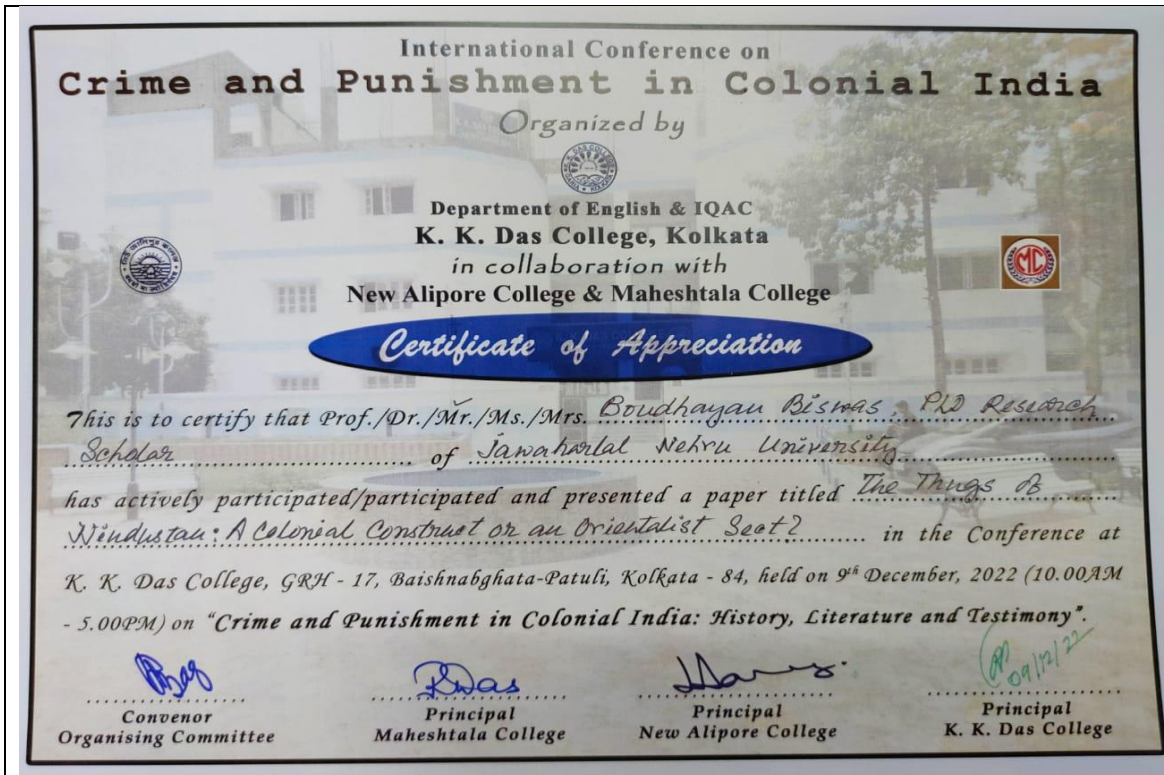 International Conference on
Crime and Punishment in Colonial India
Organized by
Department of English & IQAC
K. K. Das College, Kolkata
in collaboration with
New Alipore College & Maheshtala College
MC
Certificate of Appreciation
This is to certify that Prof./Dr./Mr./Ms./Mrs. Boudhayan Biswas, PhD Research
Scholar of Jawaharlal Nehru University
has actively participated/participated and presented a paper titled The Thugs of
Hindustan: A Colonial Construct or an Orientalist Sect?
in the Conference at
K. K. Das College, GRH - 17, Baishnabghata-Patuli, Kolkata - 84, held on 9th December, 2022 (10.00AM
- 5.00PM) on "Crime and Punishment in Colonial India: History, Literature and Testimony".
09/12/22
Convenor Principal Principal Principal
Organising Committee Maheshtala College New Alipore College K. K. Das College